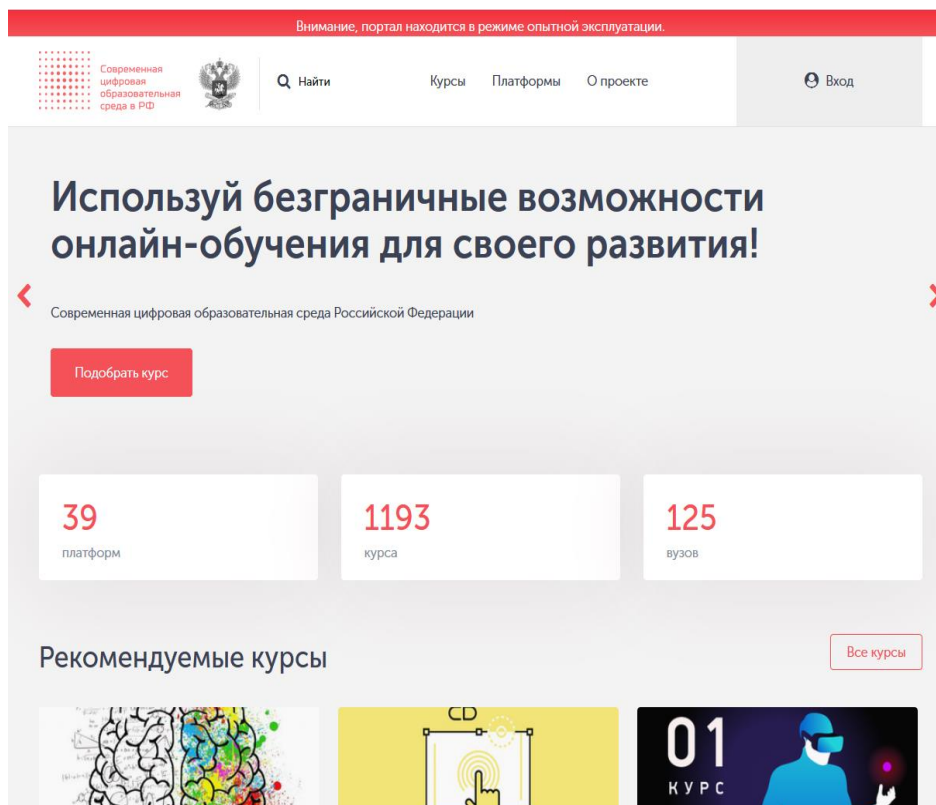 Внимание, портал находится в режиме опытной эксплуатации.
Современная
цифровая
образовательная
среда в РФ
Найти
Курсы Платформы О проекте
Вход
Используй безграничные возможности
онлайн-обучения для своего развития!
Современная цифровая образовательная среда Российской Федерации
Подобрать курс
39
платформ
1193
курса
125
вузов
Рекомендуемые курсы
Все курсы
CD
01
КУРС